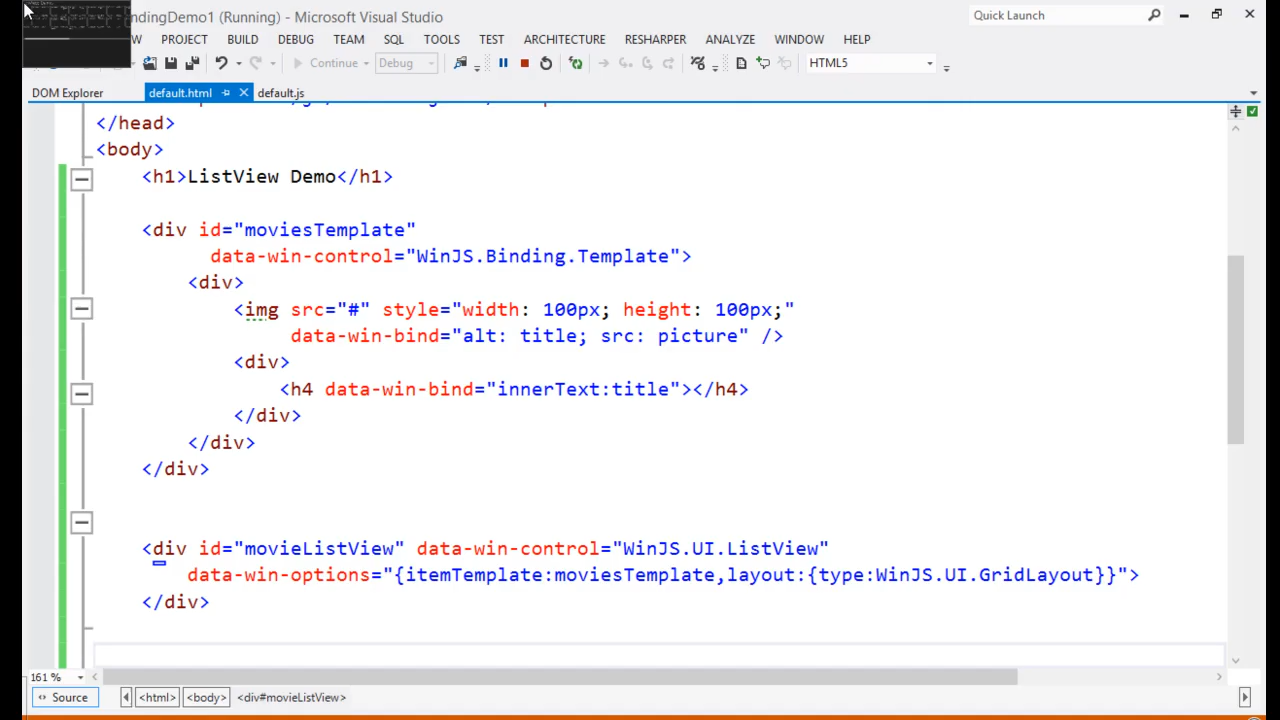 ndingDemo1 (Running) - Microsoft Visual Studio
Quick Launch
W PROJECT BUILD DEBUG TEAM SQL TOOLS TEST ARCHITECTURE RESHARPER ANALYZE WINDOW HELP
Continue Debug HTML5
DOM Explorer default.html default.js
</head>
<body>
<h1>ListView Demo</h1>
<div id="moviesTemplate"
data-win-control="WinJS.Binding.Template">
<div>
<img src="#" style="width: 100px; height: 100px;"
data-win-bind="alt: title; src: picture" />
<div>
<h4 data-win-bind="innerText:title"></h4>
</div>
</div>
</div>
<div id="movieListView" data-win-control="WinJS.UI.ListView"
data-win-options="{itemTemplate:moviesTemplate,layout:{type:WinJS.UI.GridLayout}}">
</div>
161 %
Source <html> <body> <div#movieListView>